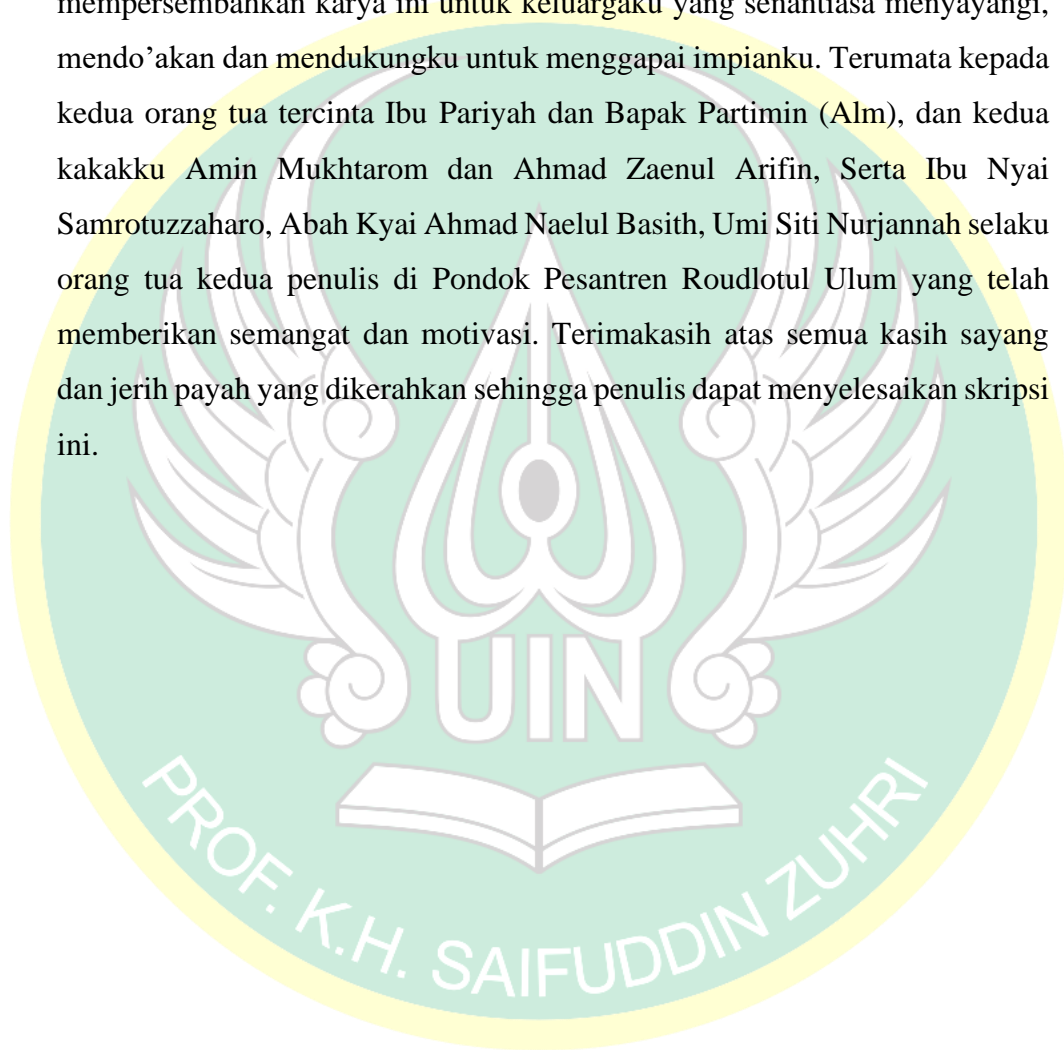 mempersembahkan karya ini untuk keluargaku yang senantiasa menyayangi,
mendo’akan dan mendukungku untuk menggapai impianku. Terumata kepada
kedua orang tua tercinta Ibu Pariyah dan Bapak Partimin (Alm), dan kedua
kakakku Amin Mukhtarom dan Ahmad Zaenul Arifin, Serta Ibu Nyai
Samrotuzzaharo, Abah Kyai Ahmad Naelul Basith, Umi Siti Nurjannah selaku
orang tua kedua penulis di Pondok Pesantren Roudlotul Ulum yang telah
memberikan semangat dan motivasi. Terimakasih atas semua kasih sayang
dan jerih payah yang dikerahkan sehingga penulis dapat menyelesaikan skripsi
ini.
UIN
PROF. K.H. SAIFUDDIN ZUHRI